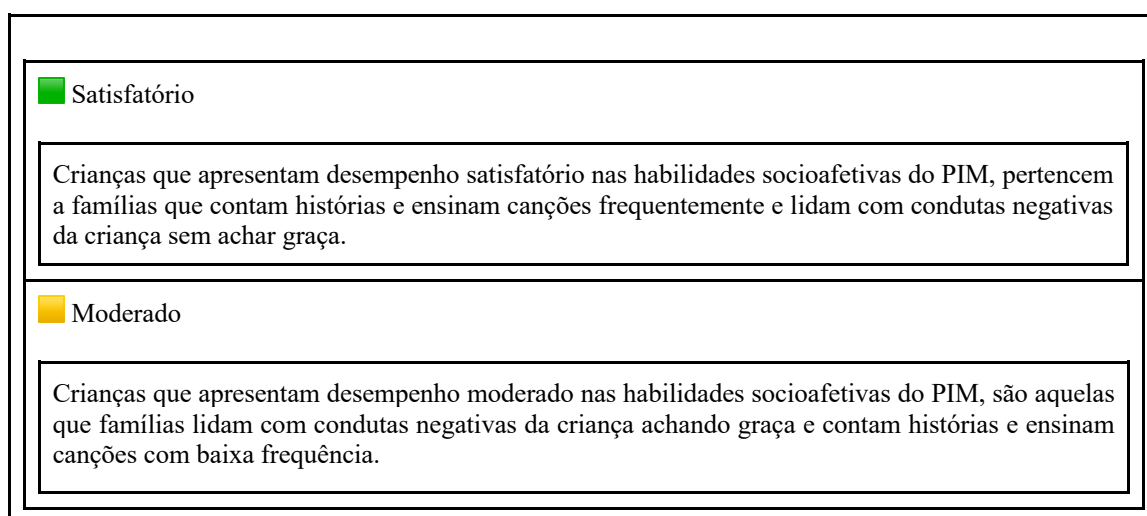 Satisfatório
Crianças que apresentam desempenho satisfatório nas habilidades socioafetivas do PIM, pertencem
a famílias que contam histórias e ensinam canções frequentemente e lidam com condutas negativas
da criança sem achar graça.
Moderado
Crianças que apresentam desempenho moderado nas habilidades socioafetivas do PIM, são aquelas
que famílias lidam com condutas negativas da criança achando graça e contam histórias e ensinam
canções com baixa frequência.